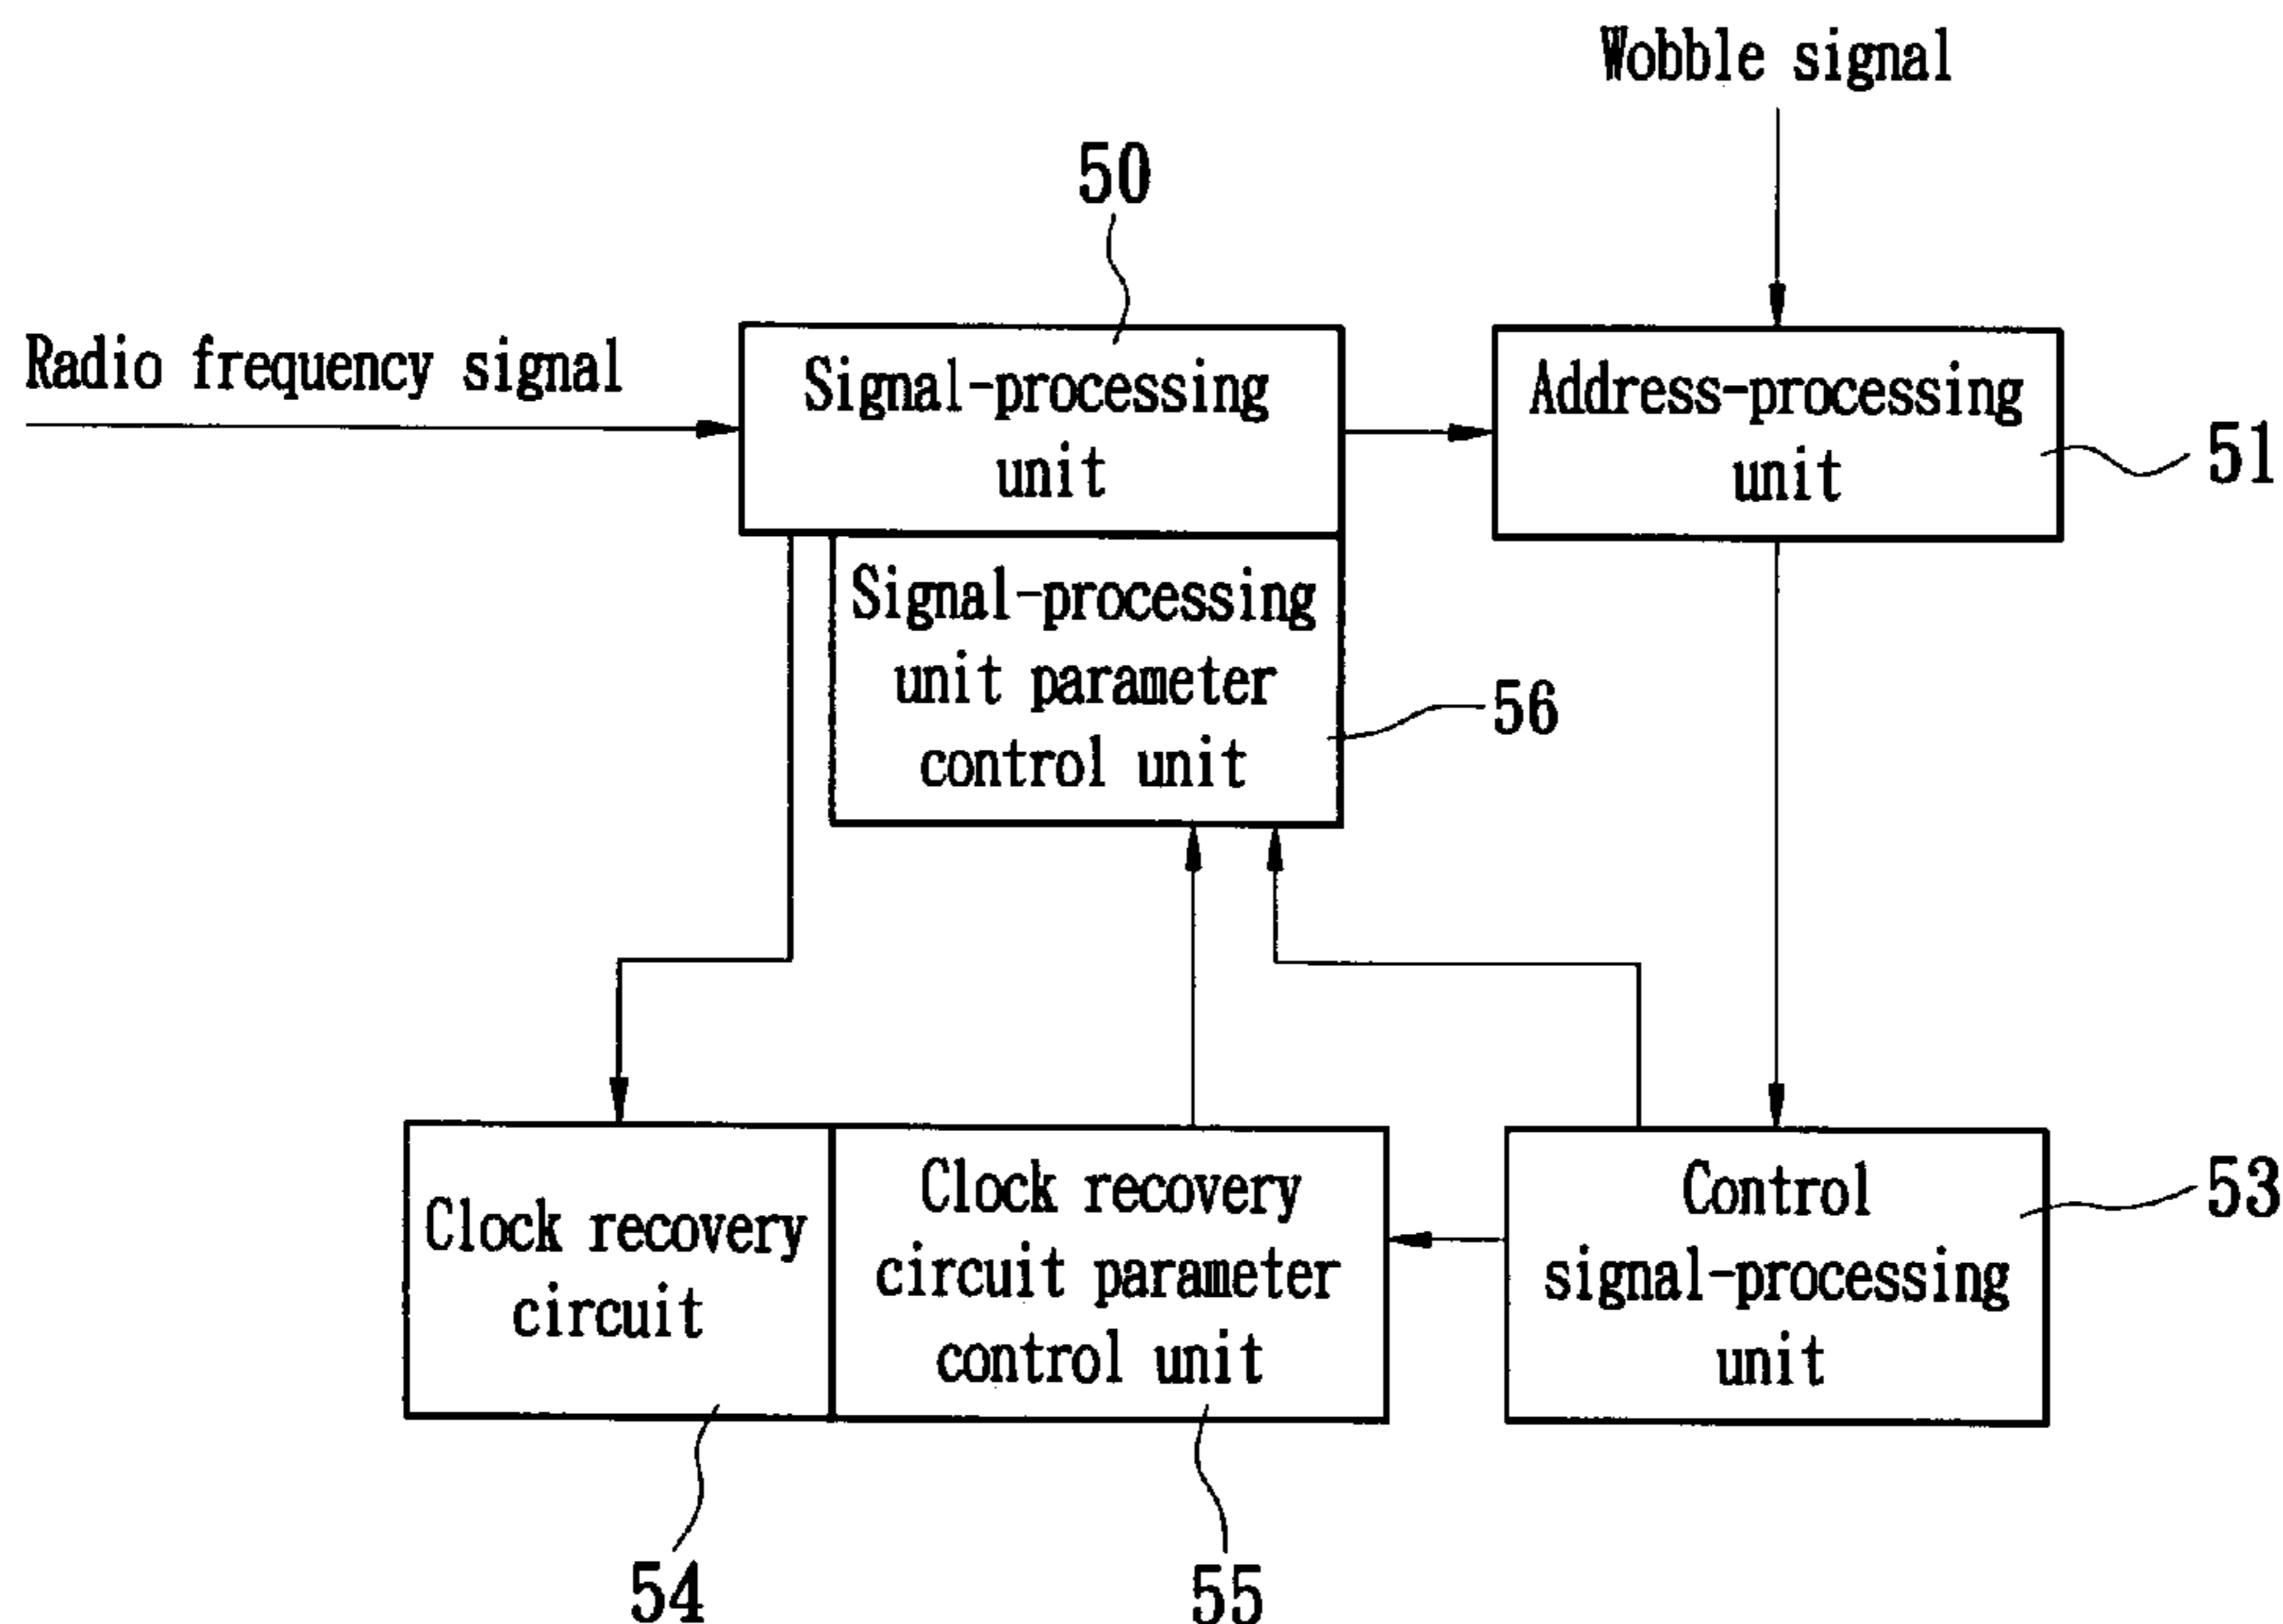 Wobble signal
50
Radio frequency signal
Signal-processing
unit
Address-processing
unit
51
Signal-processing
unit parameter
control unit
56
Clock recovery
circuit
Clock recovery
circuit parameter
control unit
Control
signal-processing
unit
53
54
55